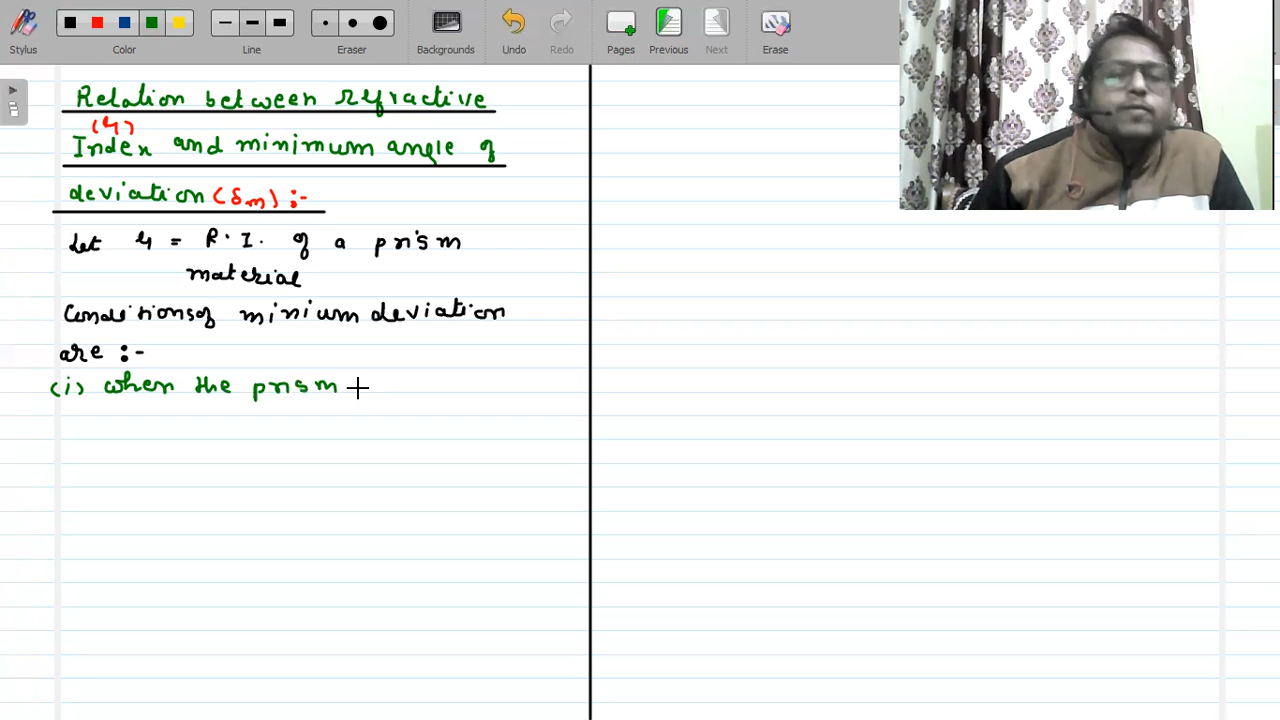 Stylus
Color
Line
Eraser
Backgrounds
Undo
Redo
Pages
Previous
Next
Erase
Relation between refractive
(μ)
Index and minimum angle of
deviation (δm) :-
Let μ = R.I. of a prism
material
Conditions of minium deviation
are :-
(i) when the prism